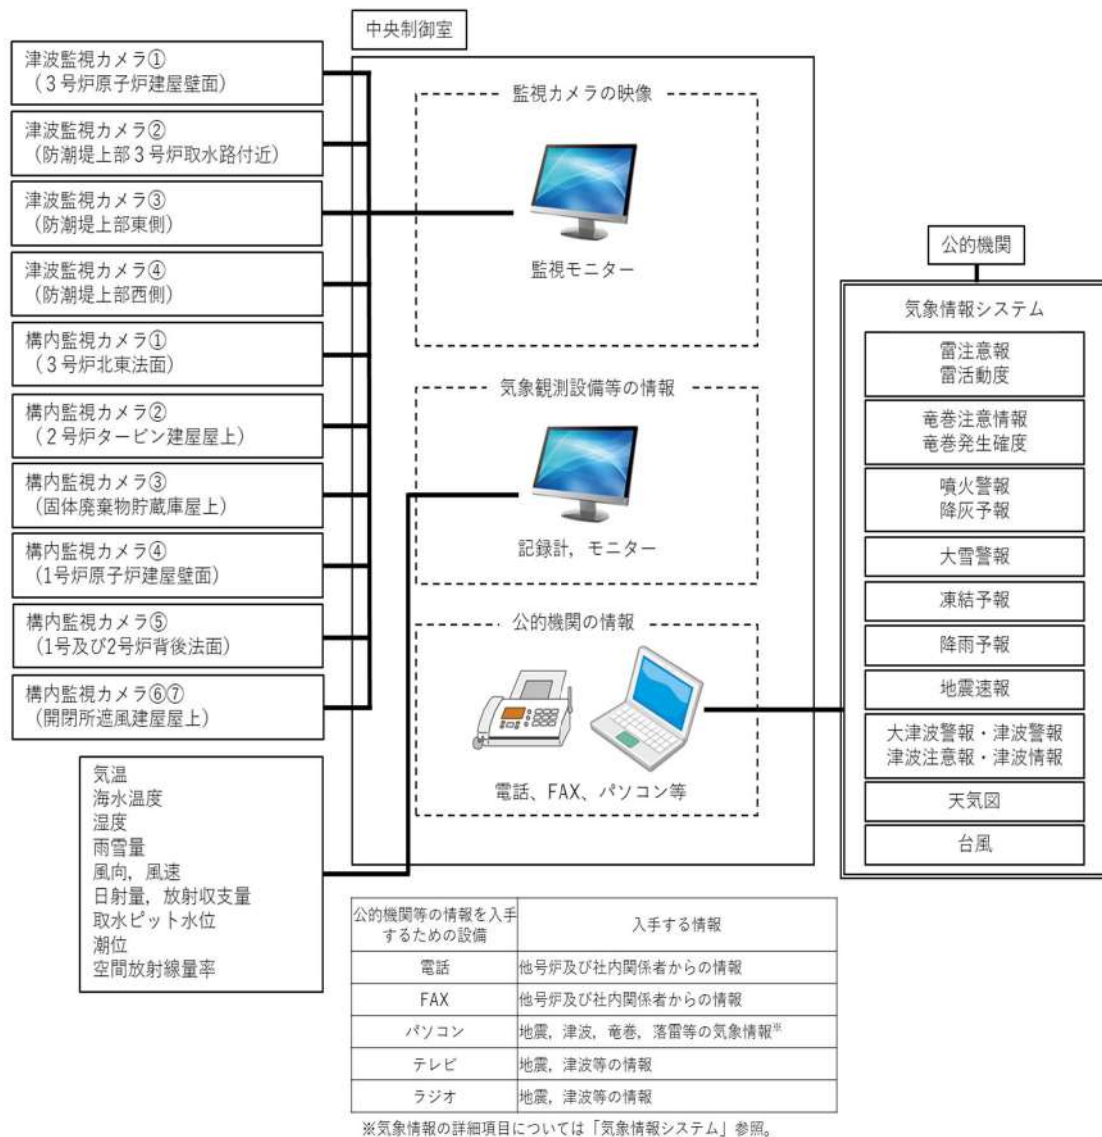 中央制御室
津波監視カメラ①
(3号炉原子炉建屋壁面)
津波監視カメラ②
(防潮堤上部3号炉取水路付近)
津波監視カメラ③
(防潮堤上部東側)
津波監視カメラ④
(防潮堤上部西側)
構内監視カメラ①
(3号炉北東法面)
構内監視カメラ②
(2号炉タービン建屋屋上)
構内監視カメラ③
(固体廃棄物貯蔵庫屋上)
構内監視カメラ④
(1号炉原子炉建屋壁面)
構内監視カメラ⑤
(1号及び2号炉背後法面)
構内監視カメラ⑥⑦
(開閉所遮風建屋屋上)
気温
海水温度
湿度
雨雪量
風向，風速
日射量，放射収支量
取水ピット水位
潮位
空間放射線量率
監視カメラの映像
監視モニター
気象観測設備等の情報
記録計，モニター
公的機関の情報
電話、FAX、パソコン等
公的機関
気象情報システム
雷注意報
雷活動度
竜巻注意情報
竜巻発生確度
噴火警報
降灰予報
大雪警報
凍結予報
降雨予報
地震速報
大津波警報・津波警報
津波注意報・津波情報
天気図
台風
公的機関等の情報を入手
するための設備
入手する情報
電話
他号炉及び社内関係者からの情報
FAX
他号炉及び社内関係者からの情報
パソコン
地震，津波，竜巻，落雷等の気象情報※
テレビ
地震，津波等の情報
ラジオ
地震，津波等の情報
※気象情報の詳細項目については「気象情報システム」参照。